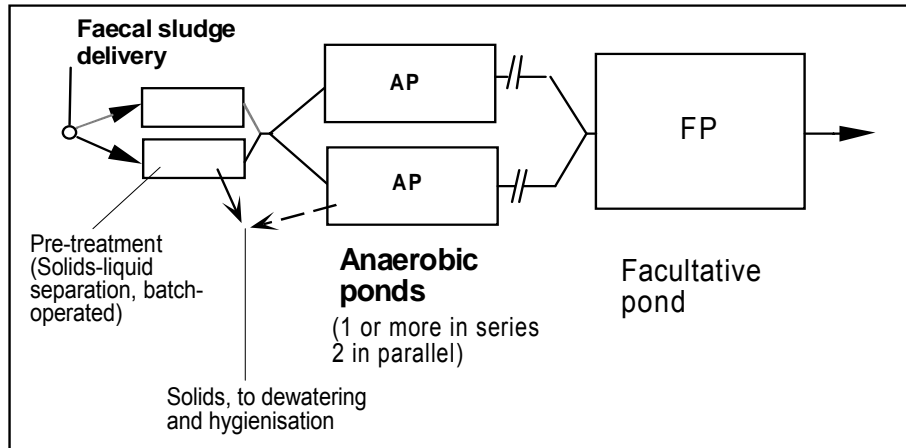 Faecal sludge
delivery
AP
FP
AP
Pre-treatment
(Solids-liquid
separation, batch-
operated)
Anaerobic
ponds
(1 or more in series
2 in parallel)
Facultative
pond
Solids, to dewatering
and hygienisation